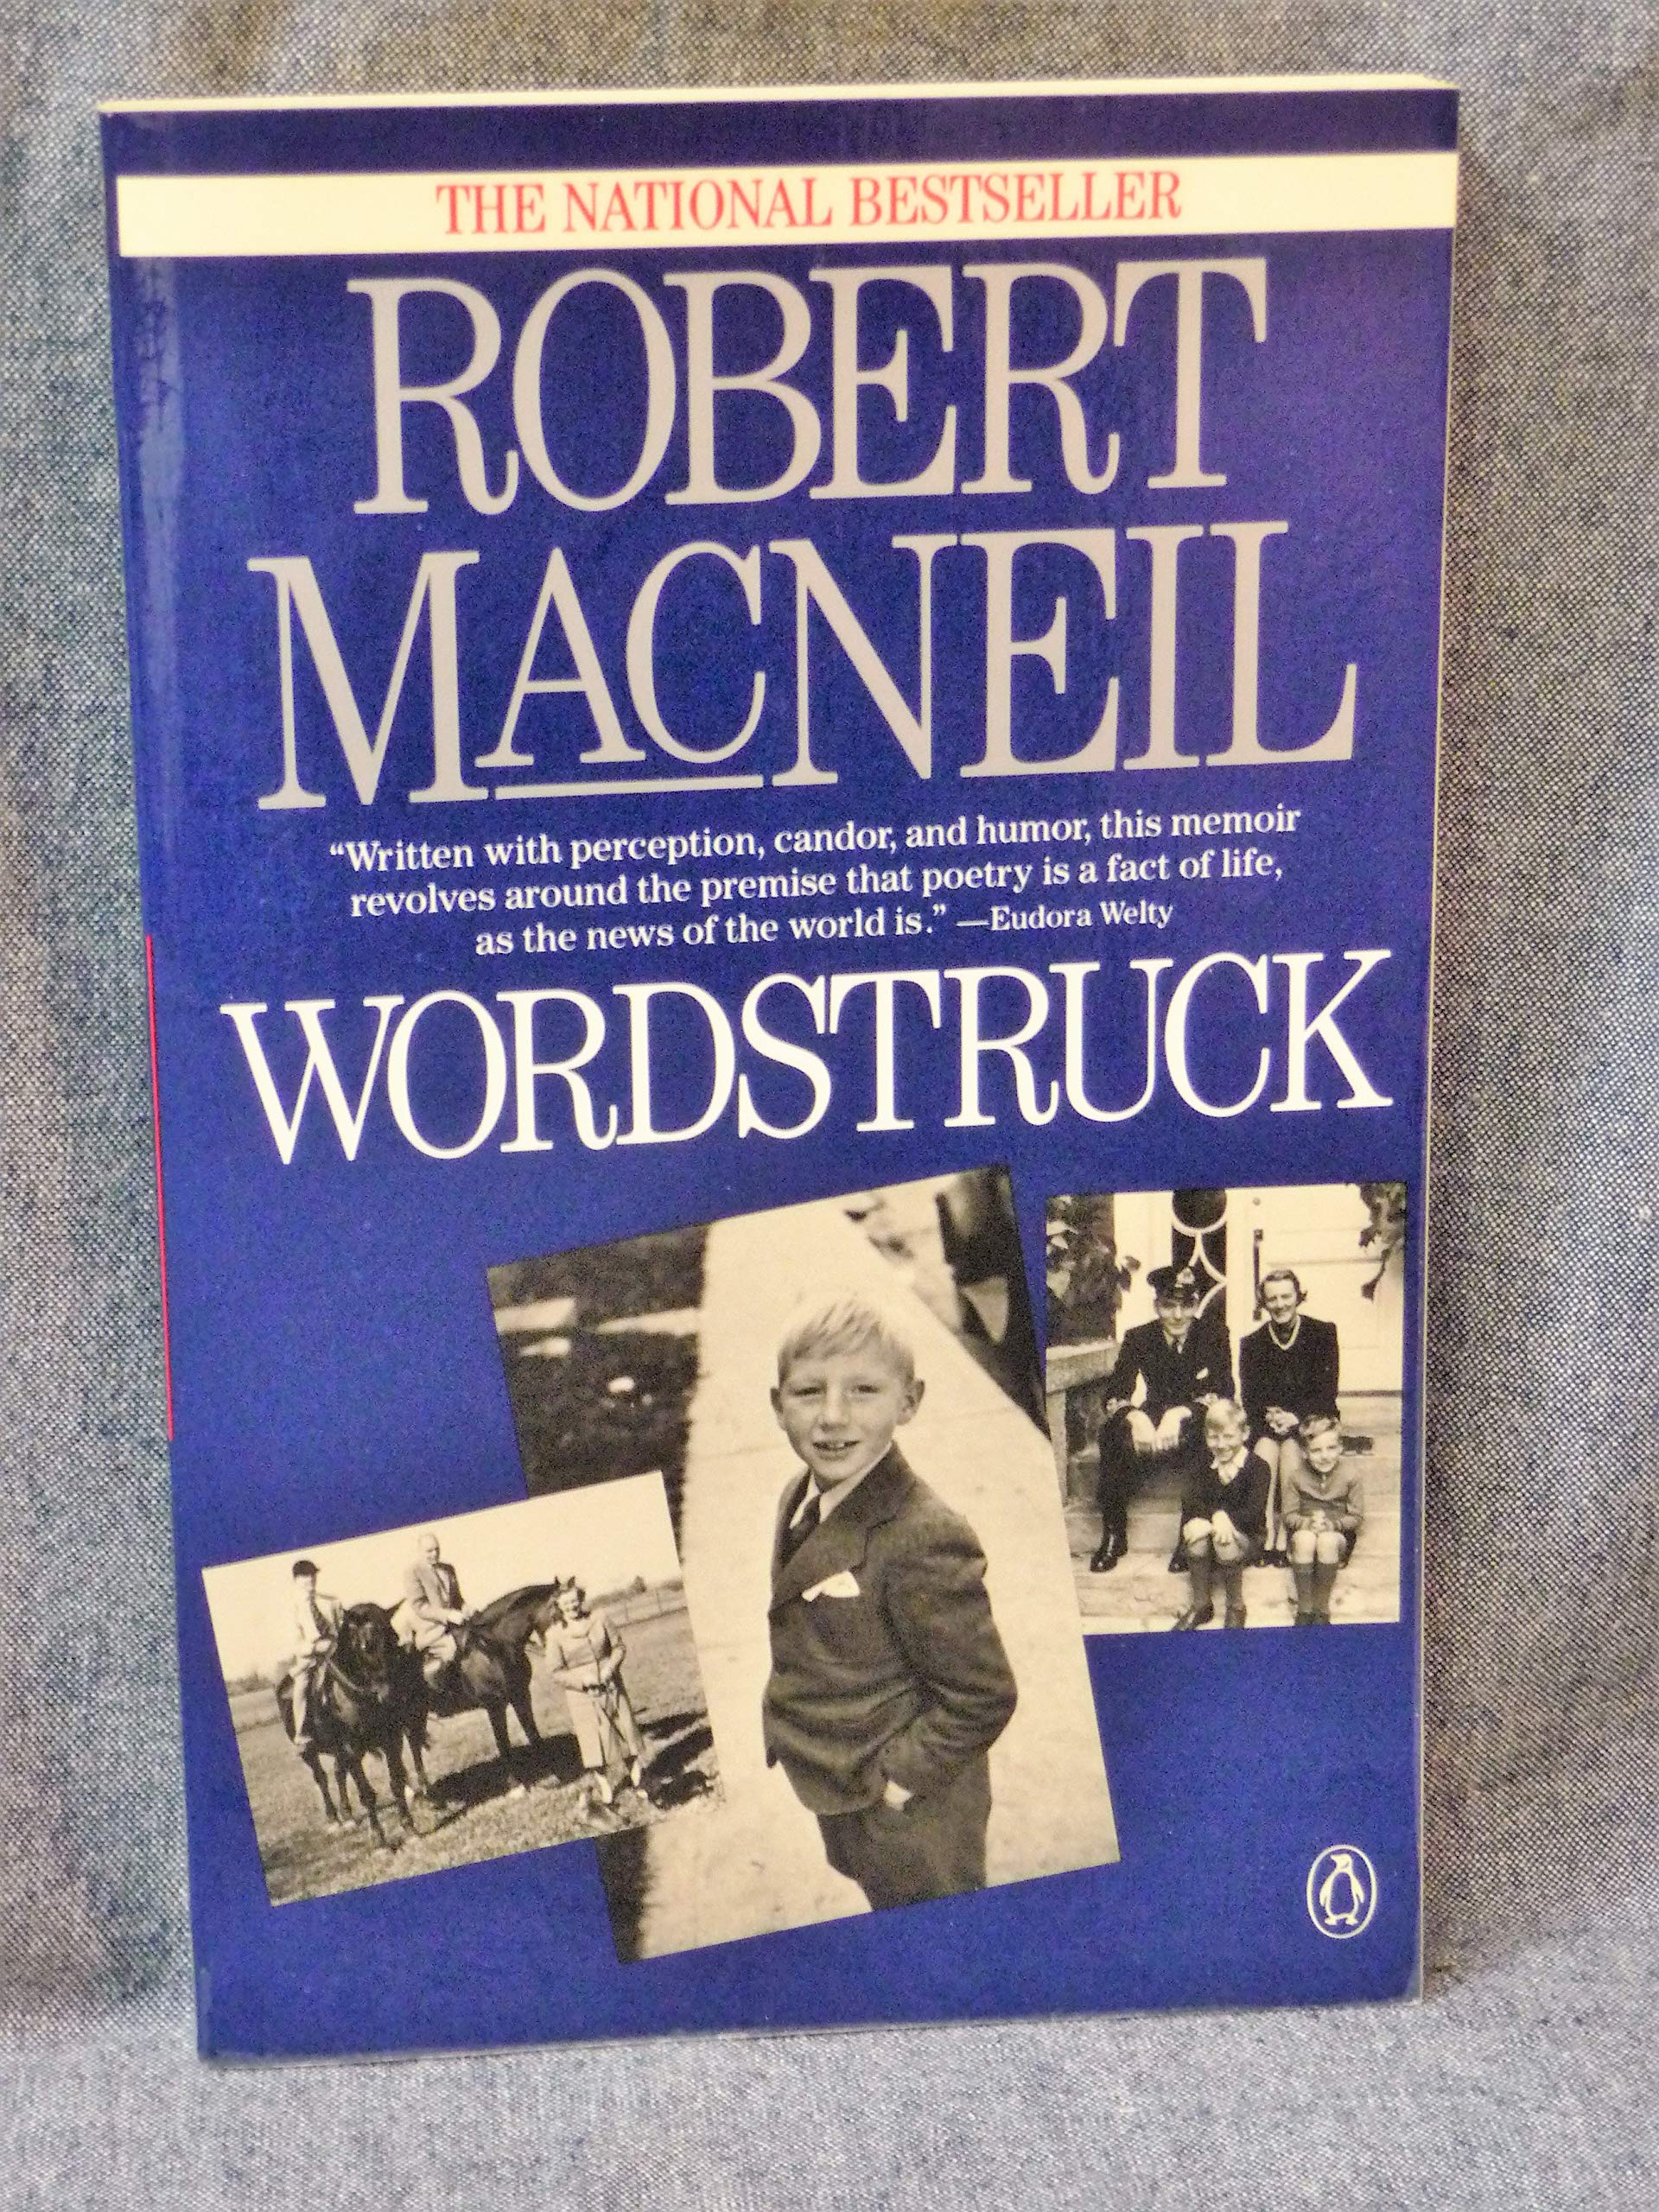 THE NATIONAL BESTSELLER
ROBERT
MACNEIL
“Written with perception, candor, and humor, this memoir
revolves around the premise that poetry is a fact of life,
as the news of the world is.” —Eudora Welty
WORDSTRUCK